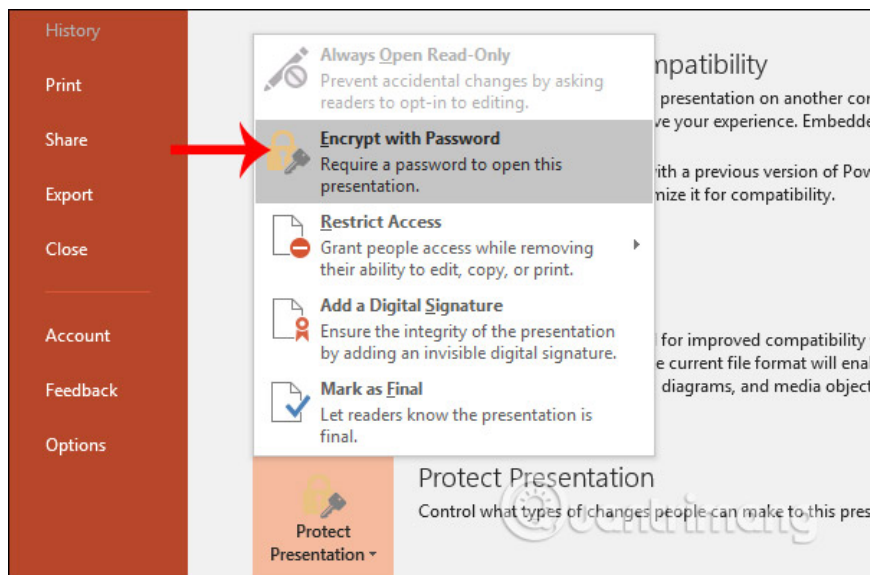 History
Print
Share
Export
Close
Account
Feedback
Options
Always Open Read-Only
Prevent accidental changes by asking
readers to opt-in to editing.
Encrypt with Password
Require a password to open this
presentation.
Restrict Access
Grant people access while removing
their ability to edit, copy, or print.
Add a Digital Signature
Ensure the integrity of the presentation
by adding an invisible digital signature.
Mark as Final
Let readers know the presentation is
final.
mpatibility
presentation on another con
ve your experience. Embedde
ith a previous version of Pow
mize it for compatibility.
for improved compatibility
e current file format will enal
diagrams, and media object
Protect
Presentation
Protect Presentation
Control what types of changes people can make to this pres
uantrimang